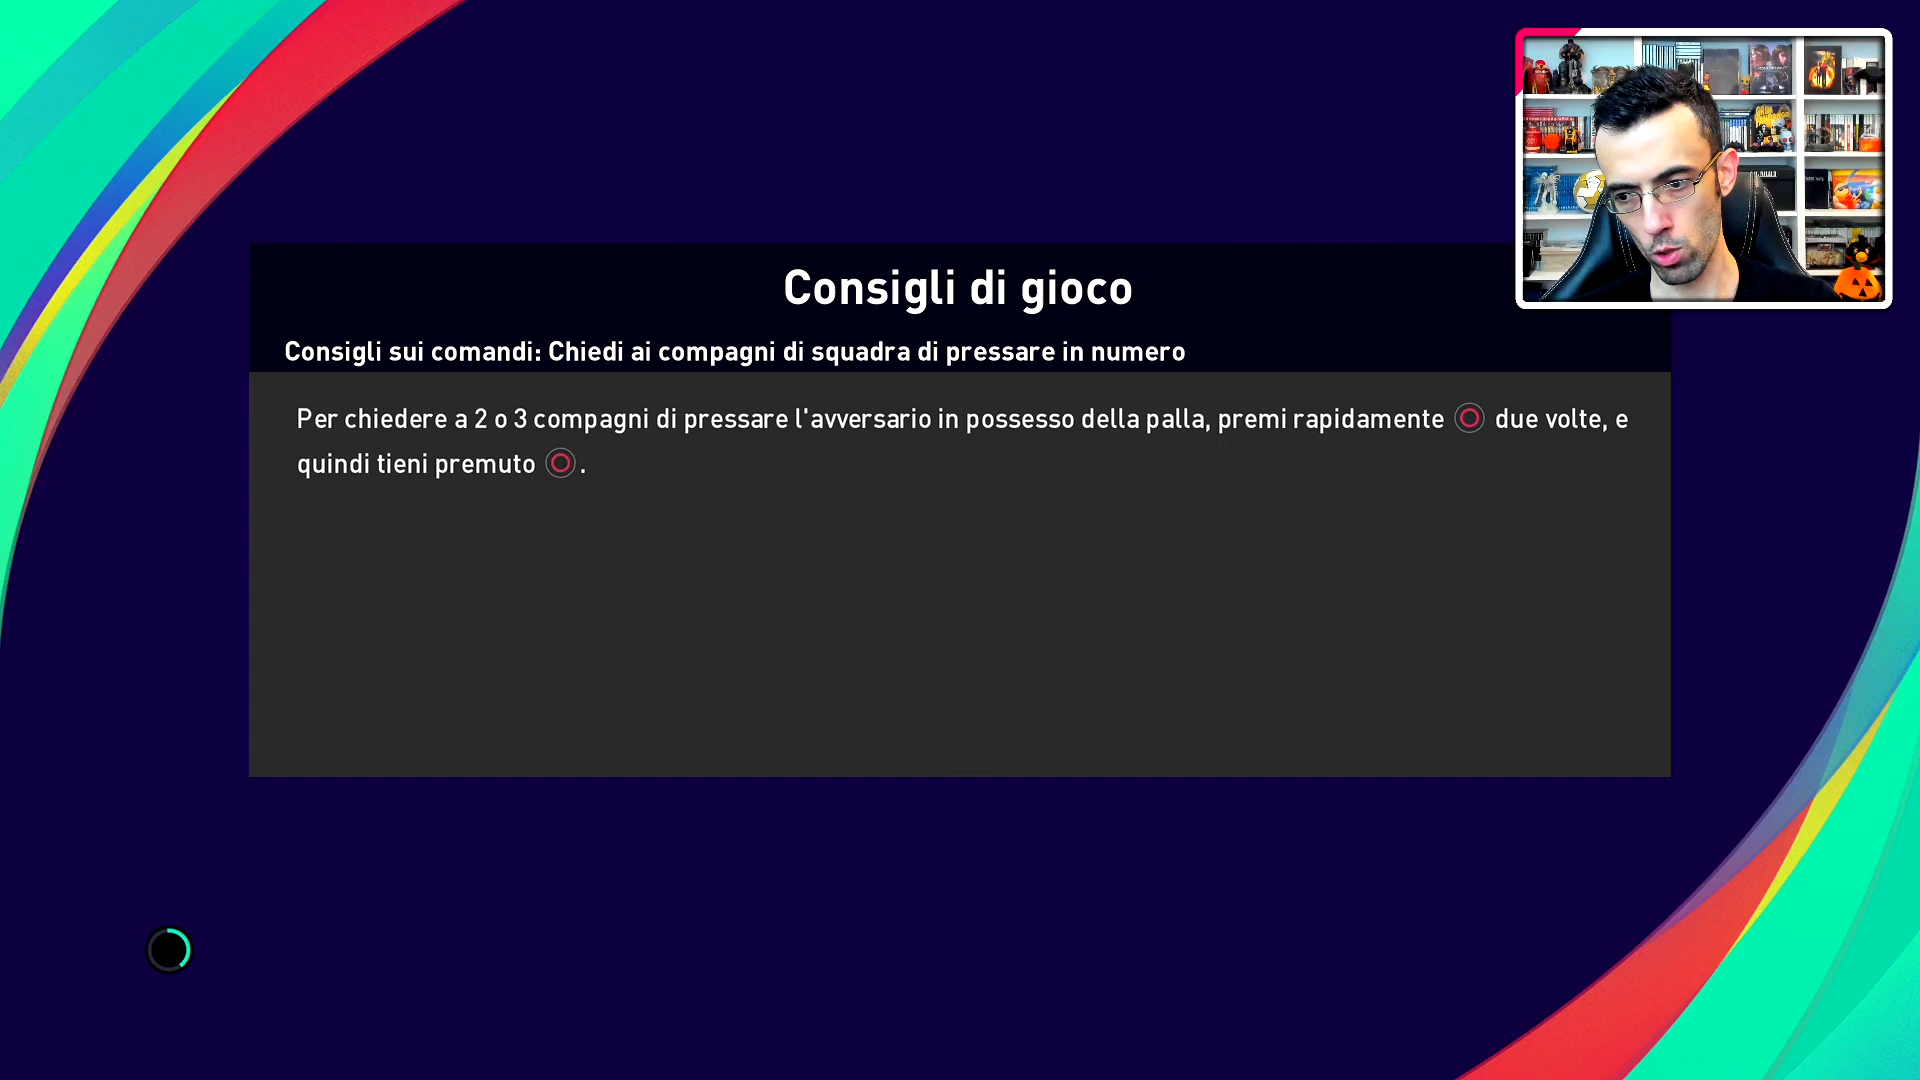 Consigli di gioco
Consigli sui comandi: Chiedi ai compagni di squadra di pressare in numero
Per chiedere a 2 o 3 compagni di pressare l'avversario in possesso della palla, premi rapidamente due volte, e
quindi tieni premuto .